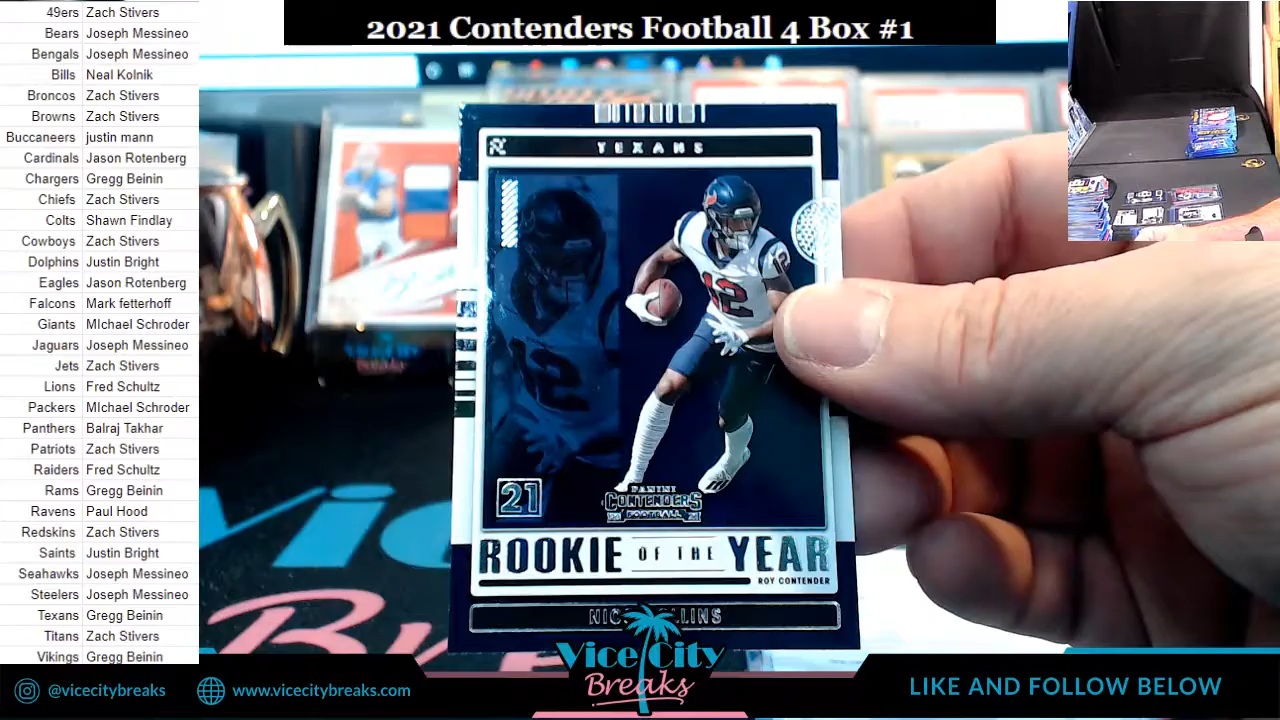 2021 Contenders Football 4 Box #1
49ers Zach Stivers
Bears Joseph Messineo
Bengals Joseph Messineo
Bills Neal Kolnik
Broncos Zach Stivers
Browns Zach Stivers
Buccaneers justin mann
Cardinals Jason Rotenberg
Chargers Gregg Beinin
Chiefs Zach Stivers
Colts Shawn Findlay
Cowboys Zach Stivers
Dolphins Justin Bright
Eagles Jason Rotenberg
Falcons Mark fetterhoff
Giants MIchael Schroder
Jaguars Joseph Messineo
Jets Zach Stivers
Lions Fred Schultz
Packers MIchael Schroder
Panthers Balraj Takhar
Patriots Zach Stivers
Raiders Fred Schultz
Rams Gregg Beinin
Ravens Paul Hood
Redskins Zach Stivers
Saints Justin Bright
Seahawks Joseph Messineo
Steelers Joseph Messineo
Texans Gregg Beinin
Titans Zach Stivers
Vikings Gregg Beinin
TEXANS
12
12
21
PANINI
CONTENDERS
FOOTBALL
ROOKIE OF THE YEAR
ROY CONTENDER
Vice City
Breaks
@vicecitybreaks
www.vicecitybreaks.com
LIKE AND FOLLOW BELOW